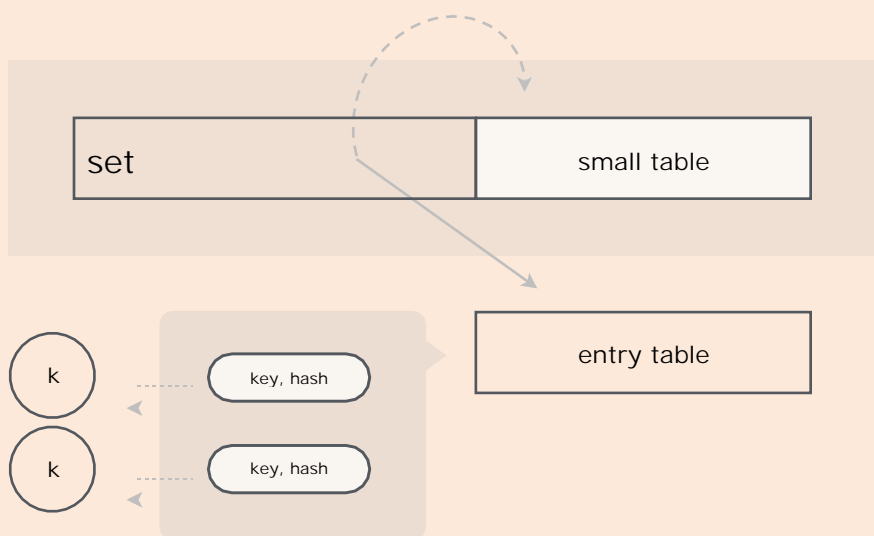 set
small table
entry table
k
key, hash
k
key, hash